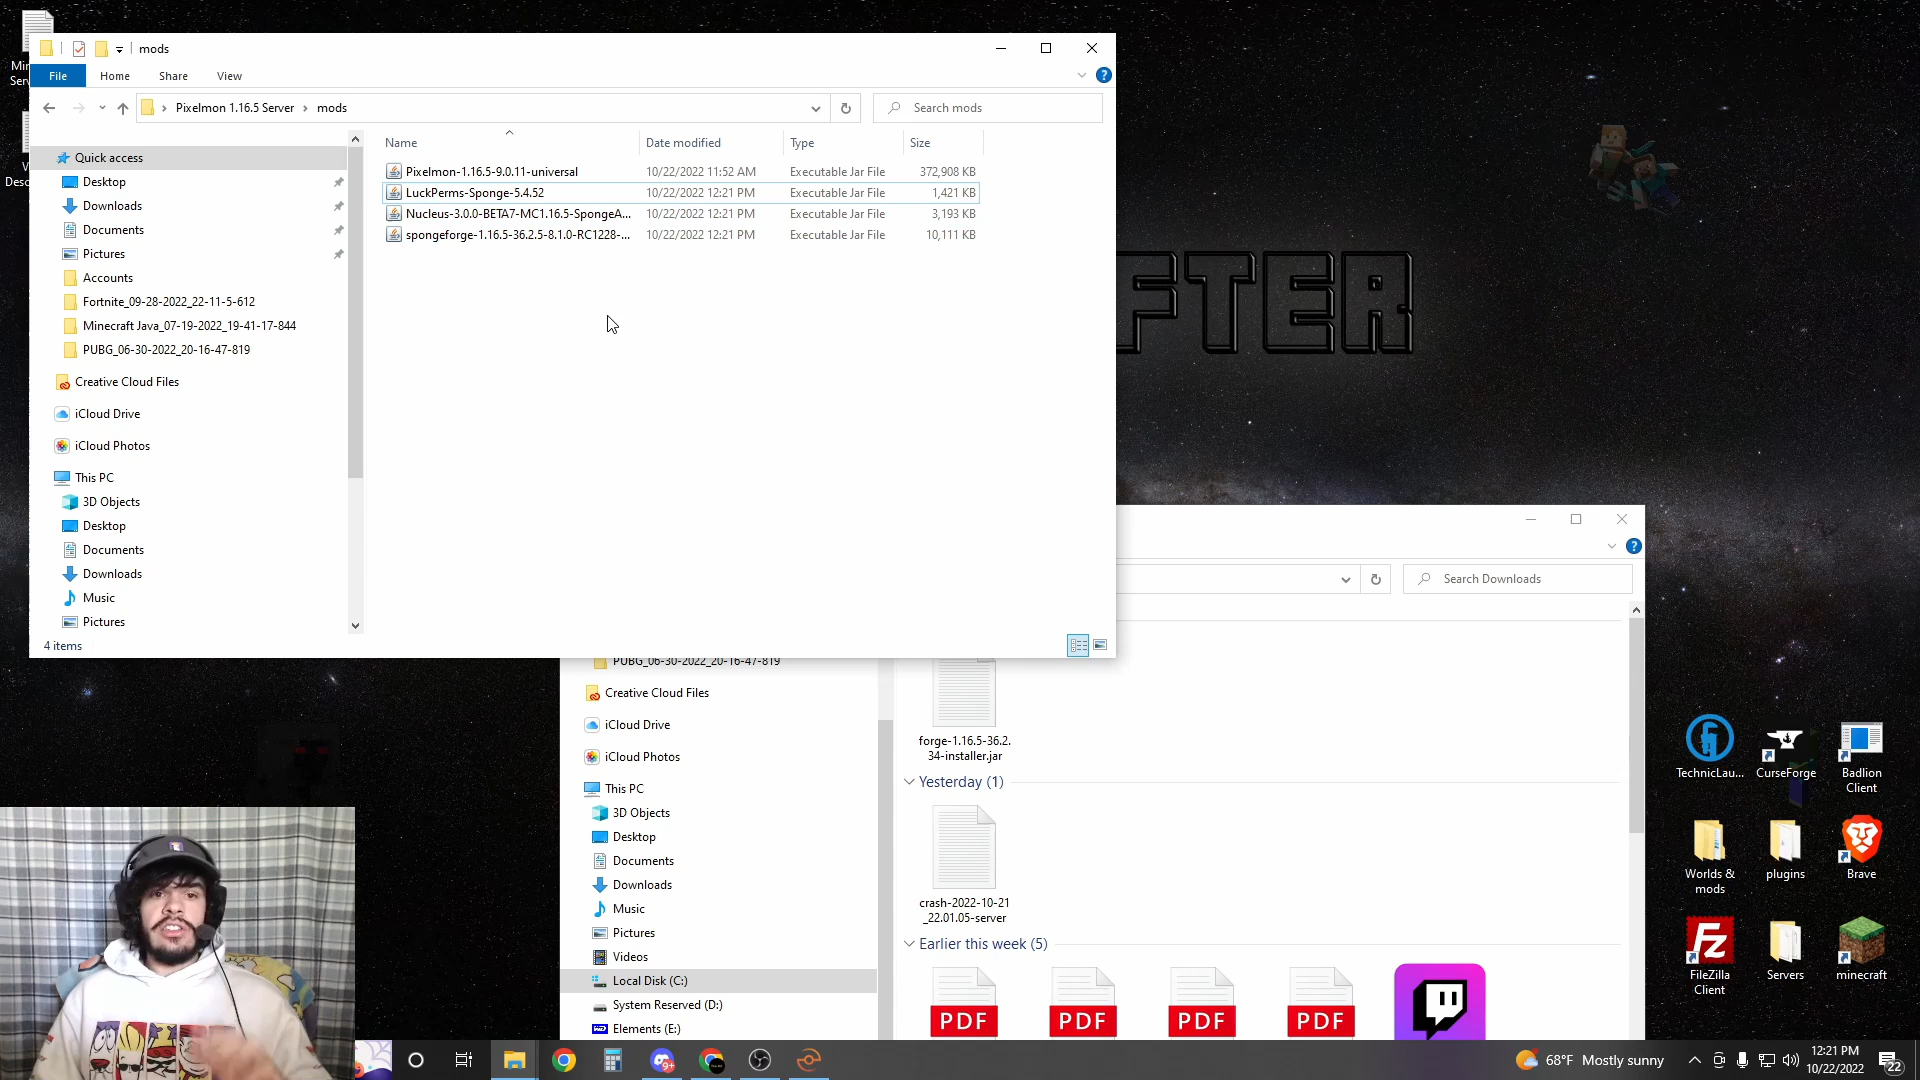 mods
File
Home
Share
View
Pixelmon 1.16.5 Server
mods
Search mods
Name
Date modified
Type
Size
Pixelmon-1.16.5-9.0.11-universal
10/22/2022 11:52 AM
Executable Jar File
372,908 KB
LuckPerms-Sponge-5.4.52
10/22/2022 12:21 PM
Executable Jar File
1,421 KB
Nucleus-3.0.0-BETA7-MC1.16.5-SpongeA...
10/22/2022 12:21 PM
Executable Jar File
3,193 KB
spongeforge-1.16.5-36.2.5-8.1.0-RC1228-...
10/22/2022 12:21 PM
Executable Jar File
10,111 KB
Quick access
Desktop
Downloads
Documents
Pictures
Accounts
Fortnite_09-28-2022_22-11-5-612
Minecraft Java_07-19-2022_19-41-17-844
PUBG_06-30-2022_20-16-47-819
Creative Cloud Files
iCloud Drive
iCloud Photos
This PC
3D Objects
Desktop
Documents
Downloads
Music
Pictures
4 items
FTER
Search Downloads
PUBG_06-30-2022_20-16-47-819
Creative Cloud Files
iCloud Drive
iCloud Photos
This PC
3D Objects
Desktop
Documents
Downloads
Music
Pictures
Videos
Local Disk (C:)
System Reserved (D:)
Elements (E:)
forge-1.16.5-36.2.
34-installer.jar
Yesterday (1)
crash-2022-10-21
_22.01.05-server
Earlier this week (5)
PDF
PDF
PDF
PDF
TechnicLau...
CurseForge
Badlion
Client
Worlds &
mods
plugins
Brave
Fz
FileZilla
Client
Servers
minecraft
9+
68°F Mostly sunny
12:21 PM
10/22/2022
22